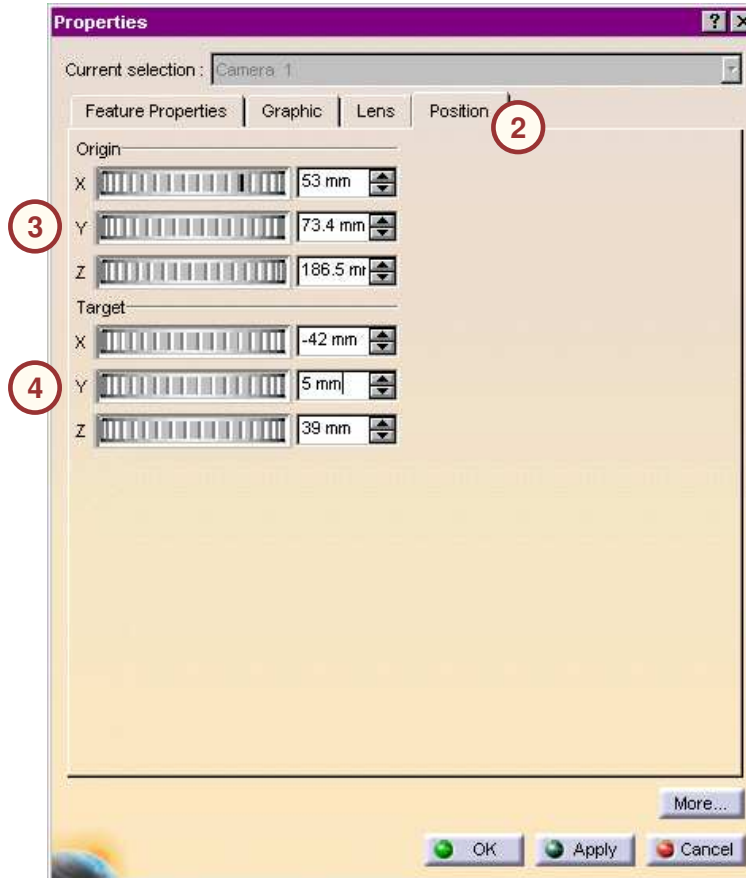 Properties
Current selection : Camera 1
Feature Properties Graphic Lens Position
2
Origin
X 53 mm
3 Y 73.4 mm
Z 186.5 mr
Target
X -42 mm
4 Y 5 mm
Z 39 mm
More...
OK Apply Cancel